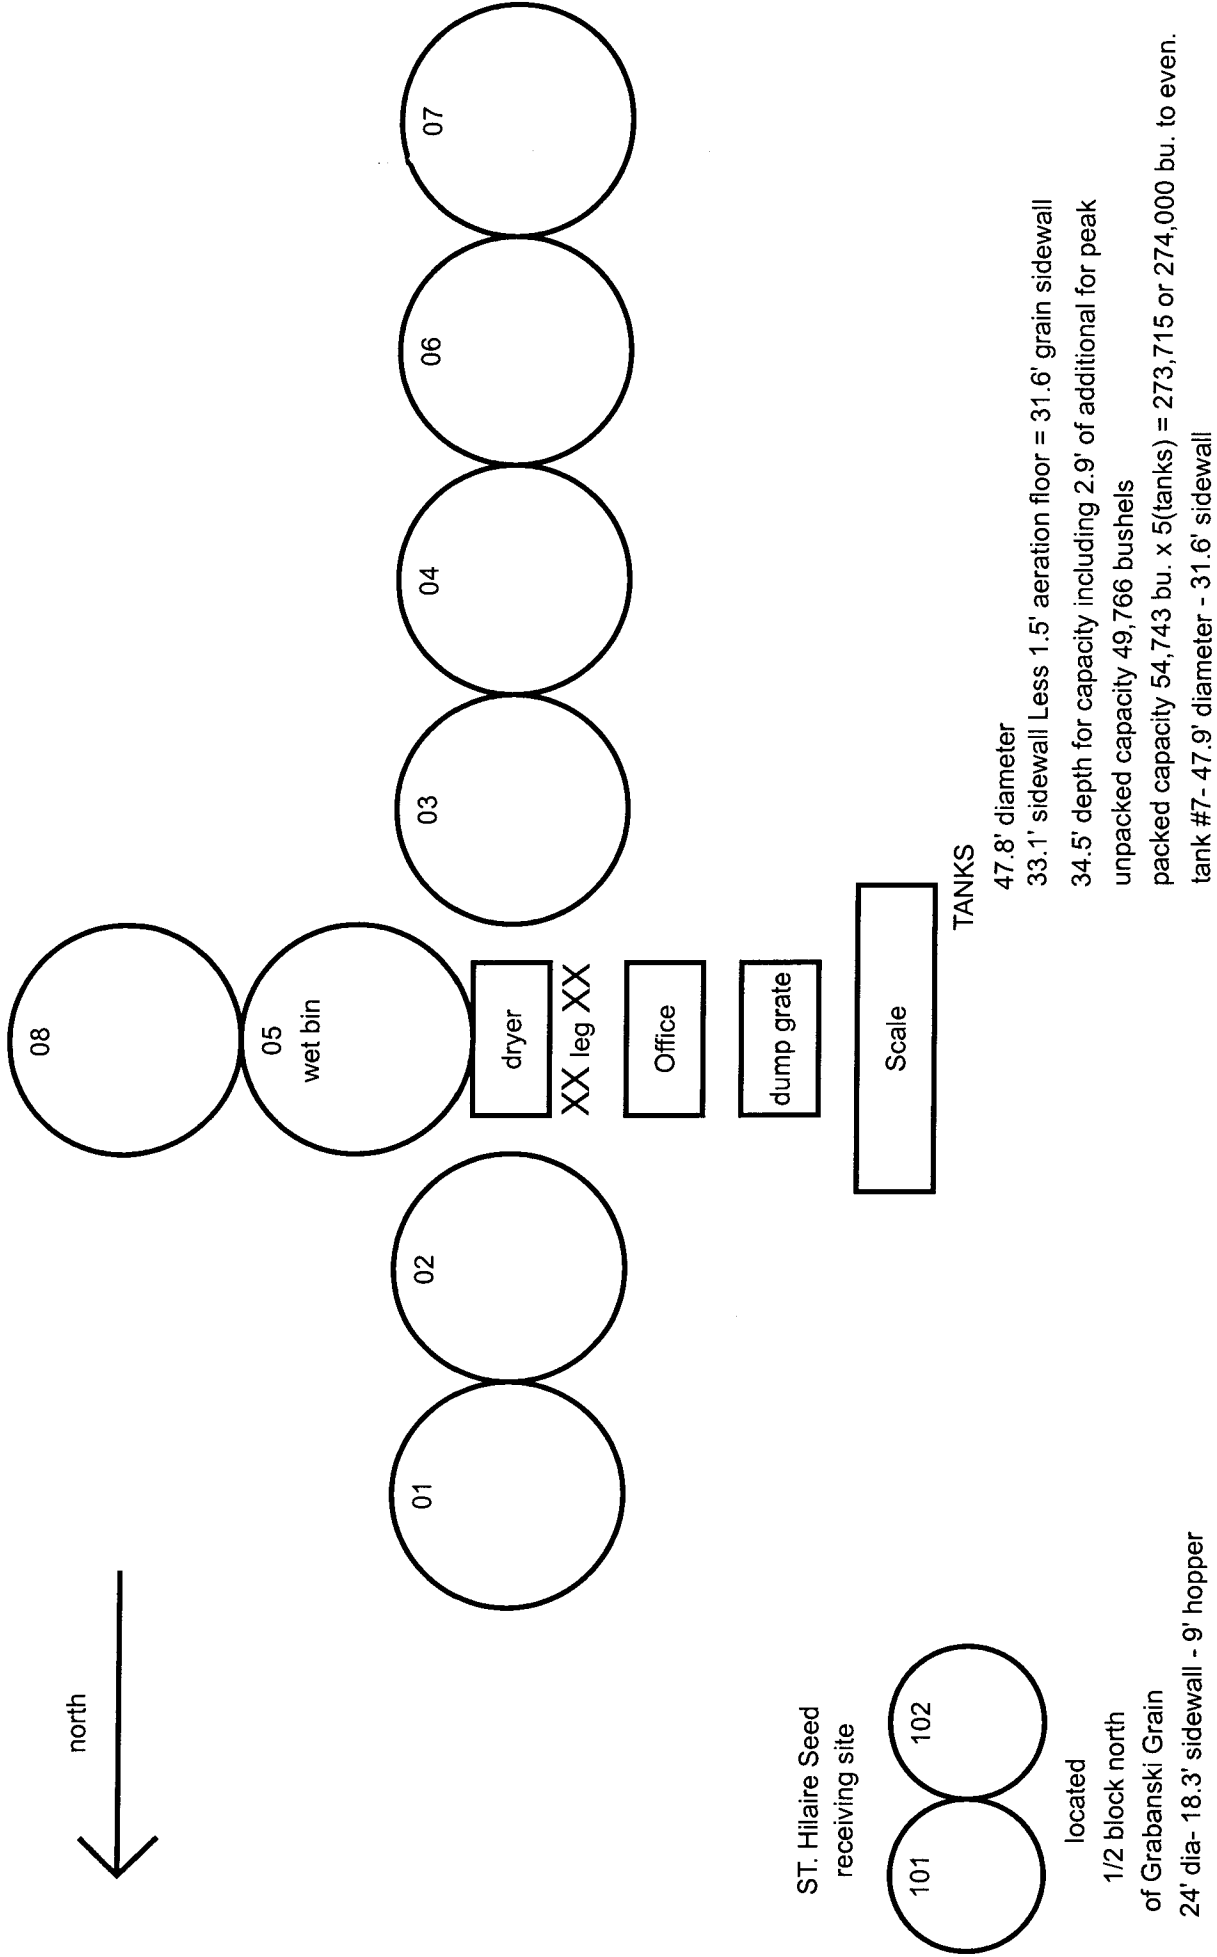 north
08
05
wet bin
01
02
03
04
06
07
dryer
XX leg XX
Office
dump grate
Scale
ST. Hilaire Seed
receiving site
101
102
located
1/2 block north
of Grabanski Grain
24' dia- 18.3' sidewall - 9' hopper
TANKS
47.8' diameter
33.1' sidewall Less 1.5' aeration floor = 31.6' grain sidewall
34.5' depth for capacity including 2.9' of additional for peak
unpacked capacity 49,766 bushels
packed capacity 54,743 bu. x 5(tanks) = 273,715 or 274,000 bu. to even.
tank #7- 47.9' diameter - 31.6' sidewall